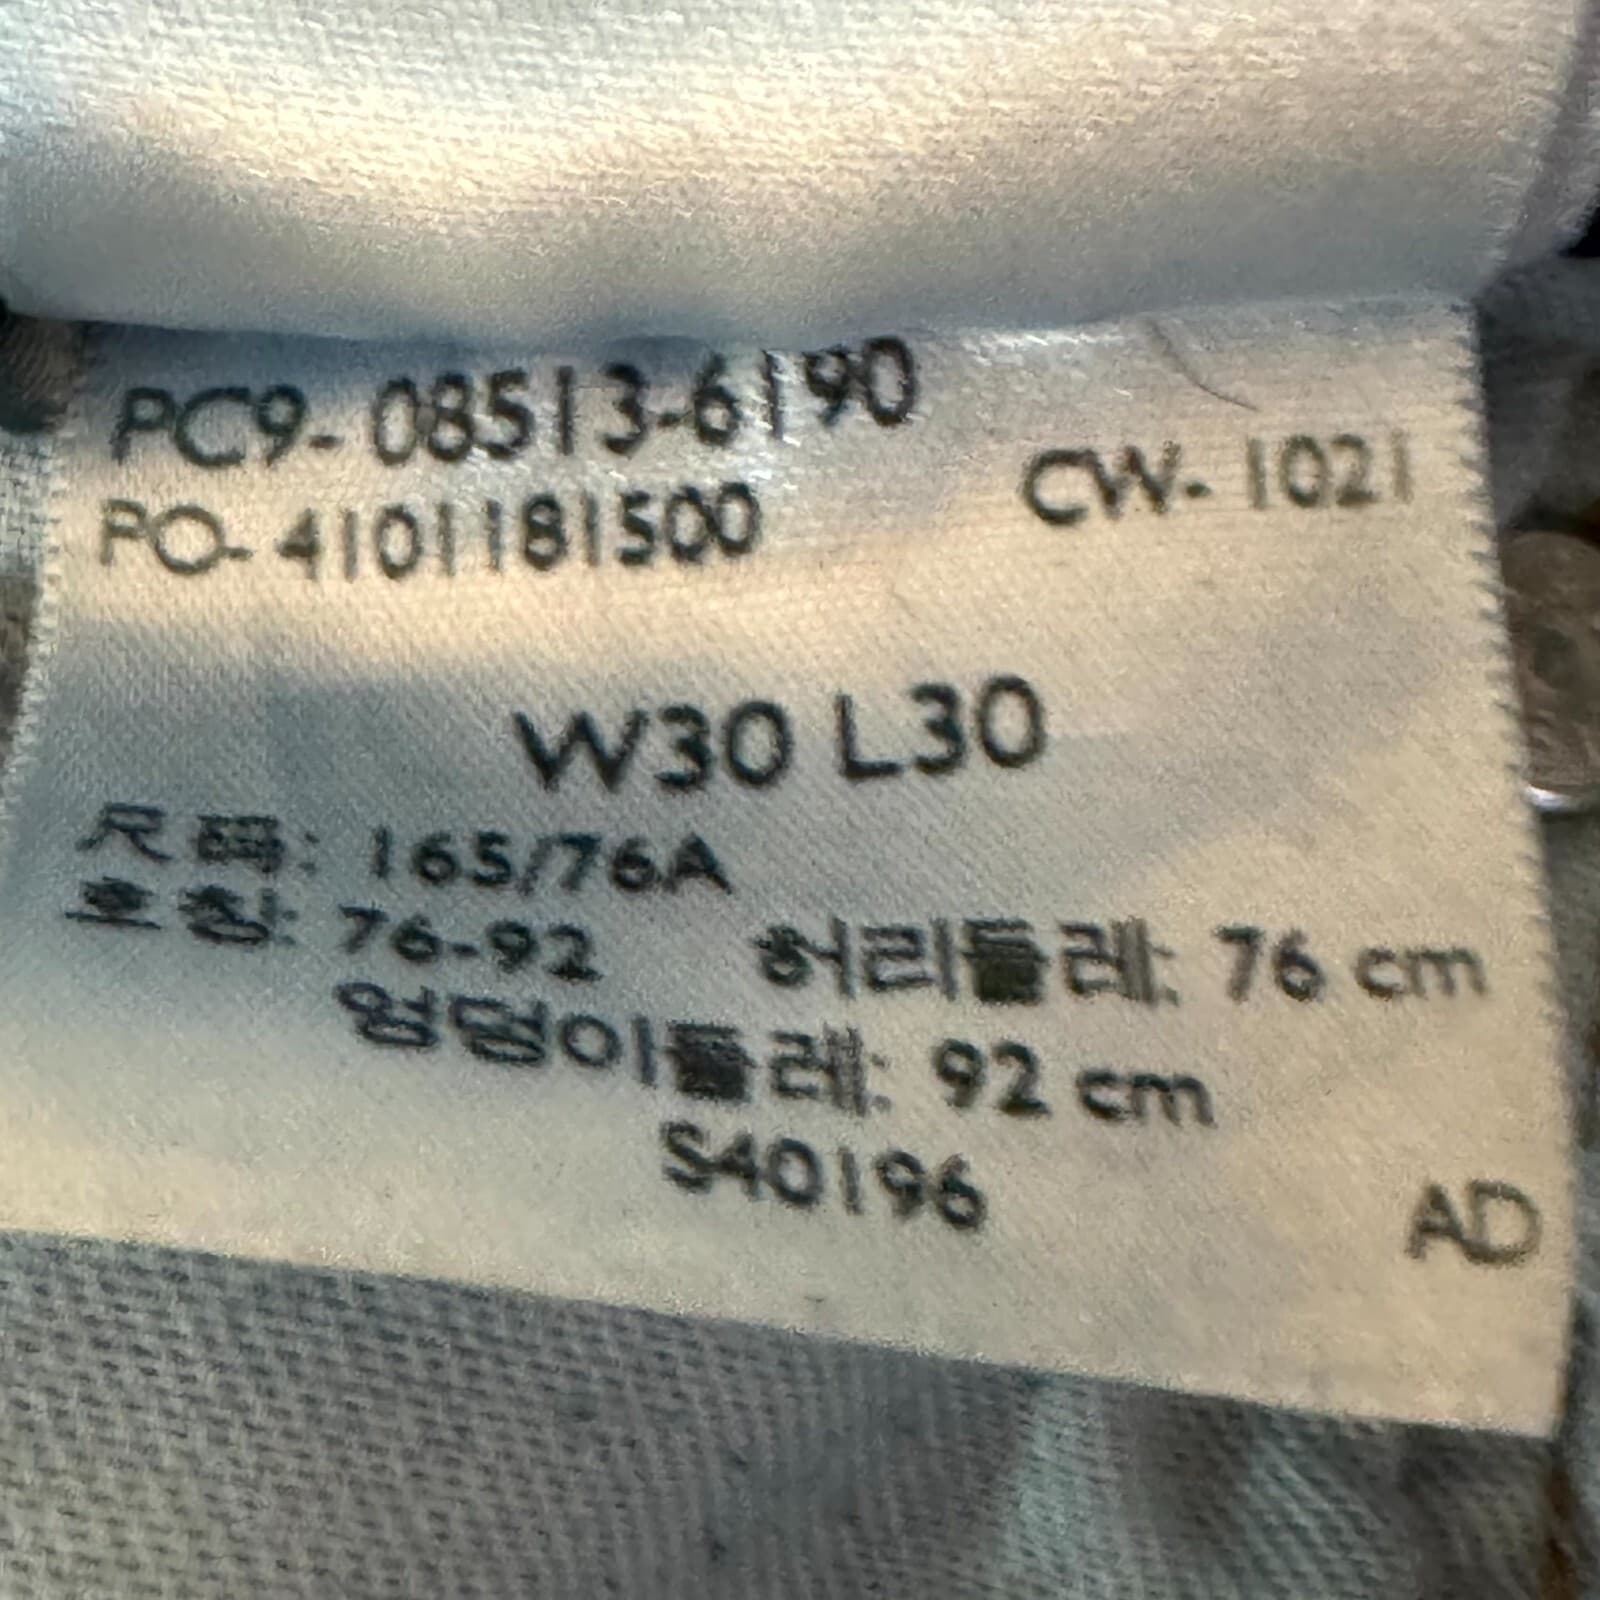 PC9-08513-6190
PO-4101181500 CW-1021
W30 L30
尺码: 165/76A
호칭: 76-92 허리둘레: 76 cm
엉덩이둘레: 92 cm
S40196 AD